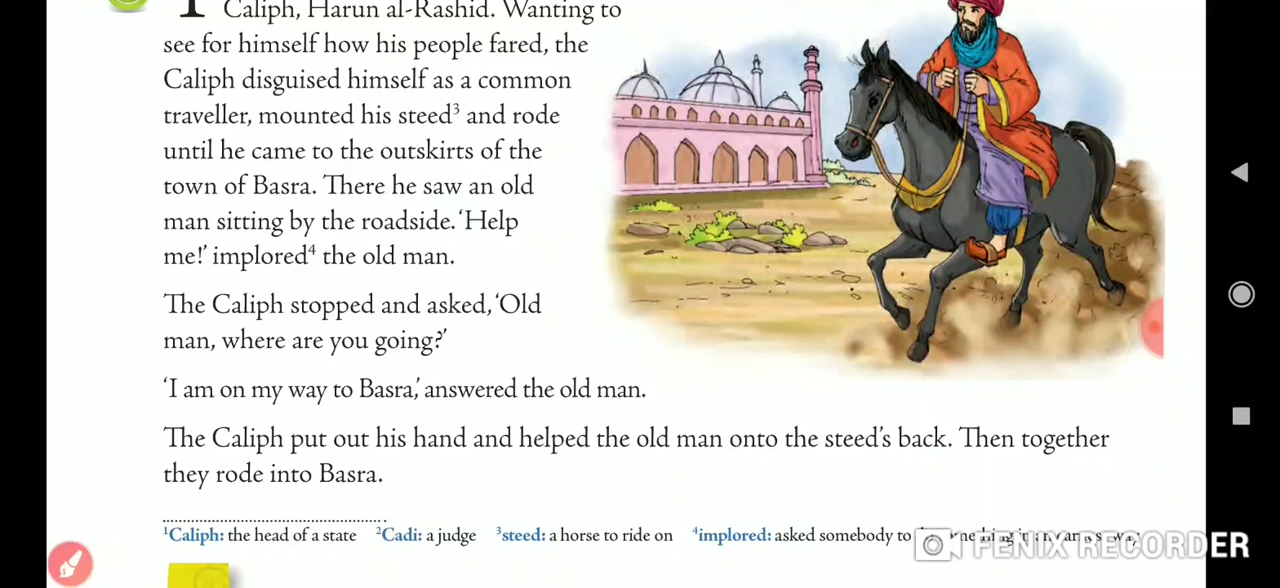 Caliph, Harun al-Rashid. Wanting to
see for himself how his people fared, the
Caliph disguised himself as a common
traveller, mounted his steed³ and rode
until he came to the outskirts of the
town of Basra. There he saw an old
man sitting by the roadside. ‘Help
me!’ implored⁴ the old man.
The Caliph stopped and asked, ‘Old
man, where are you going?’
‘I am on my way to Basra,’ answered the old man.
The Caliph put out his hand and helped the old man onto the steed’s back. Then together
they rode into Basra.
¹Caliph: the head of a state ²Cadi: a judge ³steed: a horse to ride on ⁴implored: asked somebody to
FENIX RECORDER